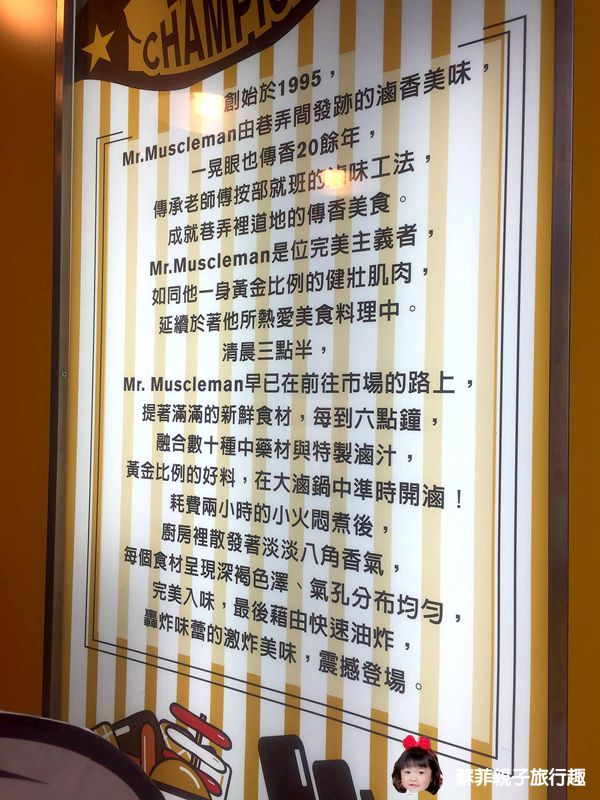 CHAMPIO
創始於1995，
Mr.Muscleman由巷弄間發跡的滷香美味，
一晃眼也傳香20餘年，
傳承老師傅按部就班的滷味工法，
成就巷弄裡道地的傳香美食。
Mr.Muscleman是位完美主義者，
如同他一身黃金比例的健壯肌肉，
延續於著他所熱愛美食料理中。
清晨三點半，
Mr. Muscleman早已在前往市場的路上，
提著滿滿的新鮮食材，每到六點鐘，
融合數十種中藥材與特製滷汁，
黃金比例的好料，在大滷鍋中準時開滷！
耗費兩小時的小火悶煮後，
廚房裡散發著淡淡八角香氣，
每個食材呈現深褐色澤、氣孔分布均勻，
完美入味，最後藉由快速油炸，
轟炸味蕾的激炸美味，震撼登場。
蘇菲親子旅行趣